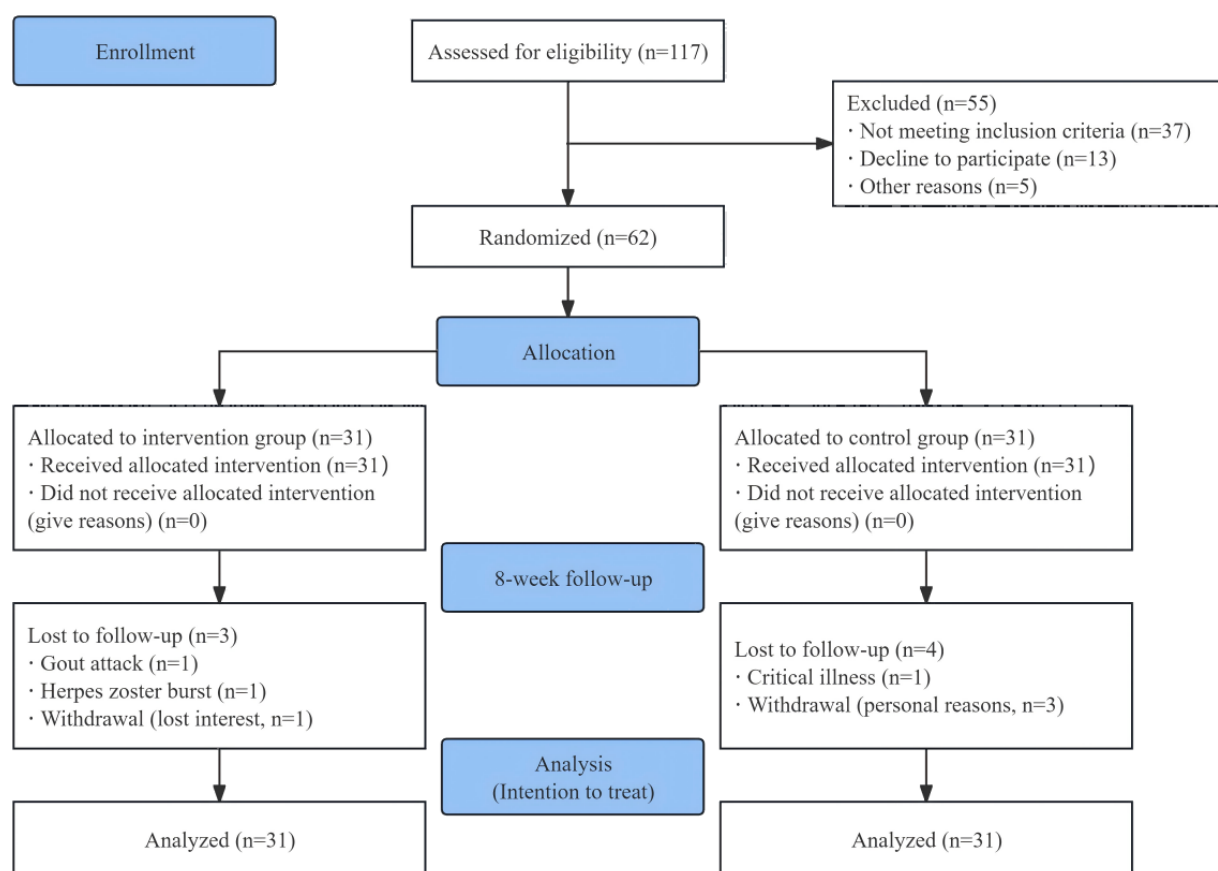 Enrollment
Assessed for eligibility (n=117)
Excluded (n=55)
· Not meeting inclusion criteria (n=37)
· Decline to participate (n=13)
· Other reasons (n=5)
Randomized (n=62)
Allocation
Allocated to intervention group (n=31)
· Received allocated intervention (n=31)
· Did not receive allocated intervention
(give reasons) (n=0)
Allocated to control group (n=31)
· Received allocated intervention (n=31)
· Did not receive allocated intervention
(give reasons) (n=0)
8-week follow-up
Lost to follow-up (n=3)
· Gout attack (n=1)
· Herpes zoster burst (n=1)
· Withdrawal (lost interest, n=1)
Lost to follow-up (n=4)
· Critical illness (n=1)
· Withdrawal (personal reasons, n=3)
Analysis
(Intention to treat)
Analyzed (n=31)
Analyzed (n=31)